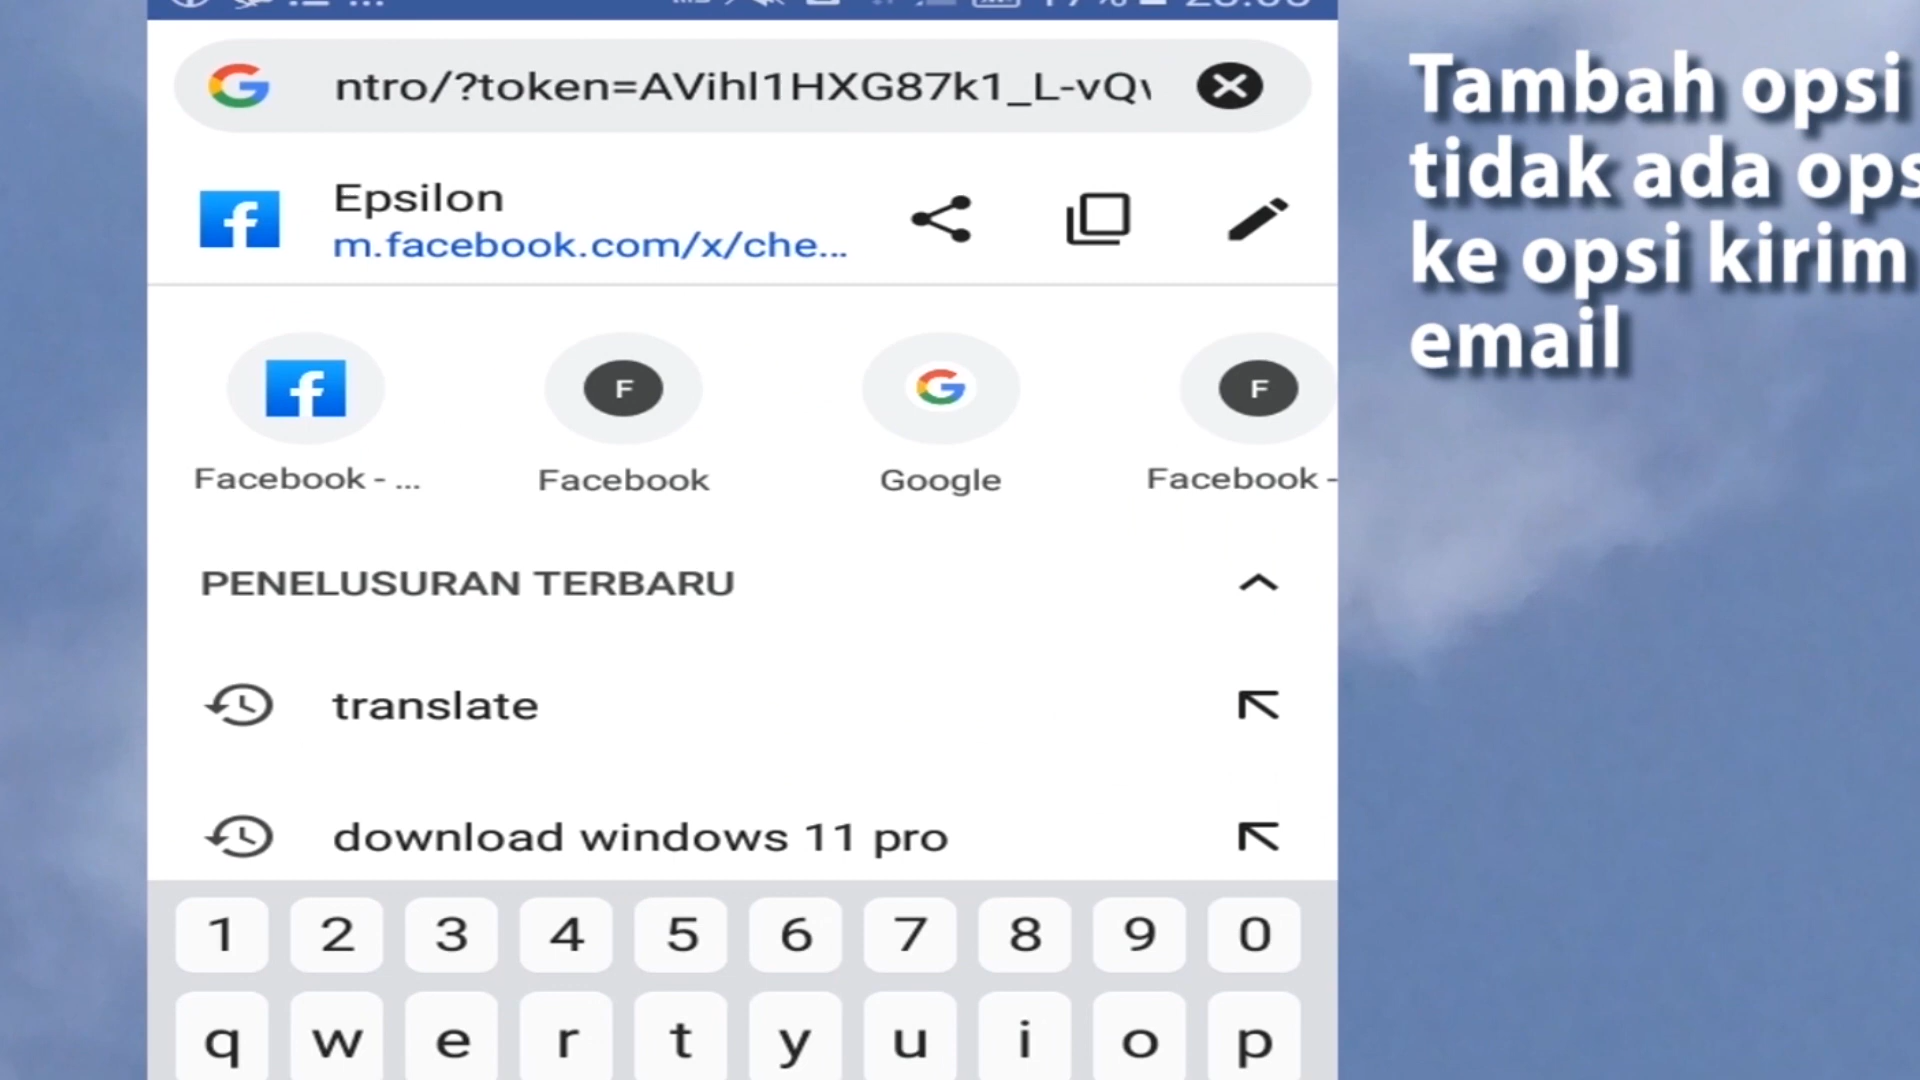 ntro/?token=AVihl1HXG87k1_L-vQ
Epsilon
m.facebook.com/x/che...
F
F
Facebook - ...
Facebook
Google
Facebook -
PENELUSURAN TERBARU
translate
download windows 11 pro
1 2 3 4 5 6 7 8 9 0
q w e r t y u i o p
Tambah opsi
tidak ada ops
ke opsi kirim
email